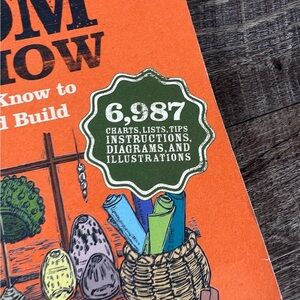 OM
HOW
Know to
d Build
6,987
CHARTS, LISTS, TIPS
INSTRUCTIONS,
DIAGRAMS, AND
ILLUSTRATIONS